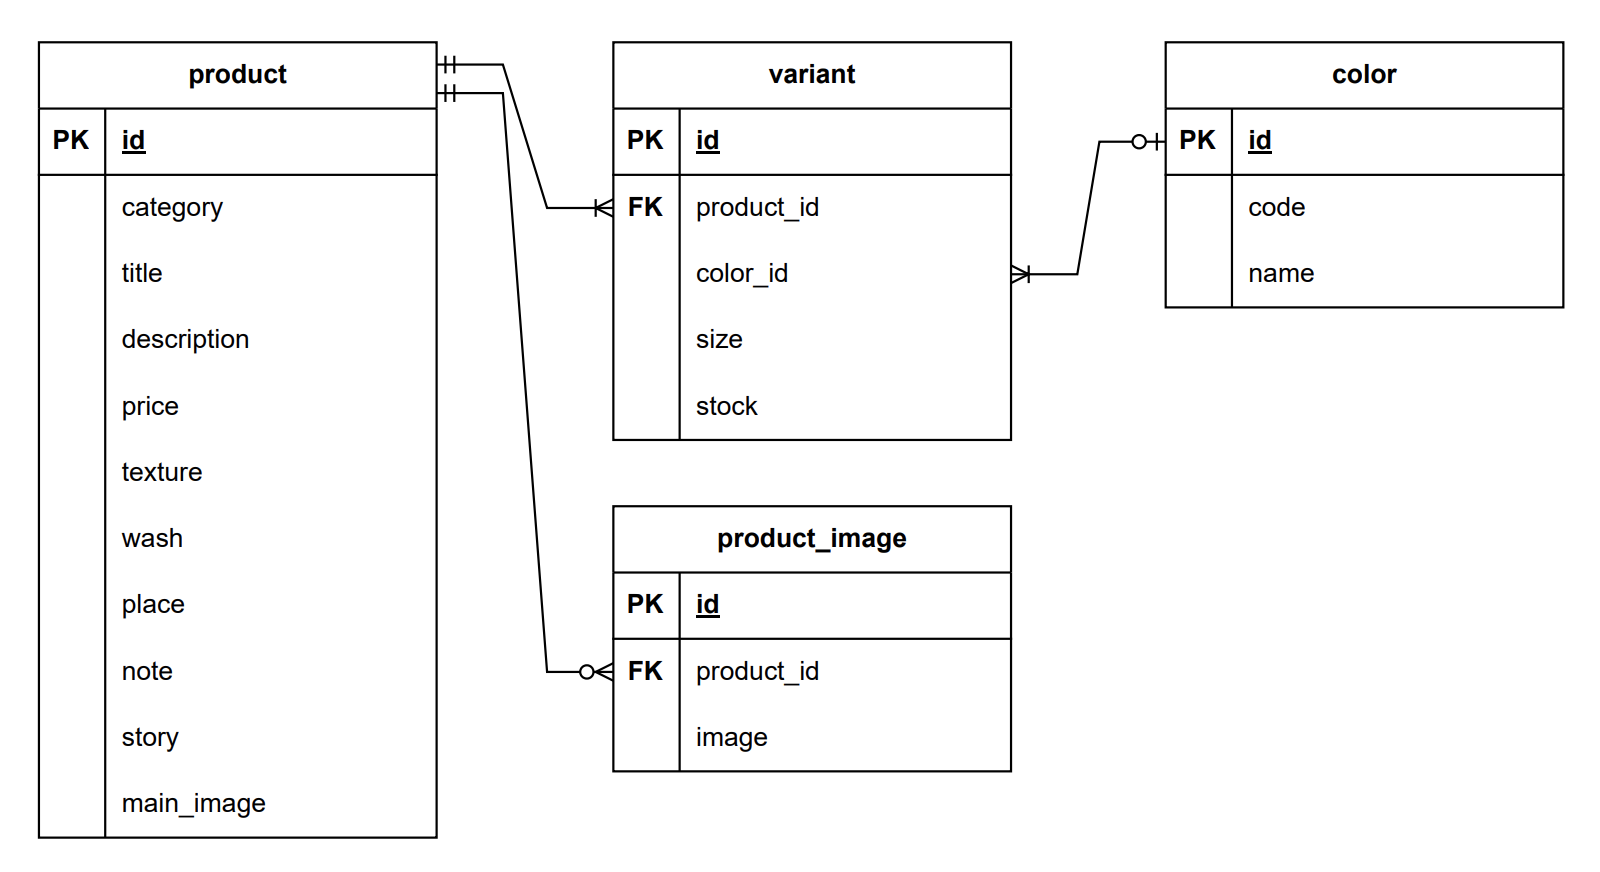 product
PK id
category
title
description
price
texture
wash
place
note
story
main_image
variant
PK id
FK product_id
color_id
size
stock
product_image
PK id
FK product_id
image
color
PK id
code
name